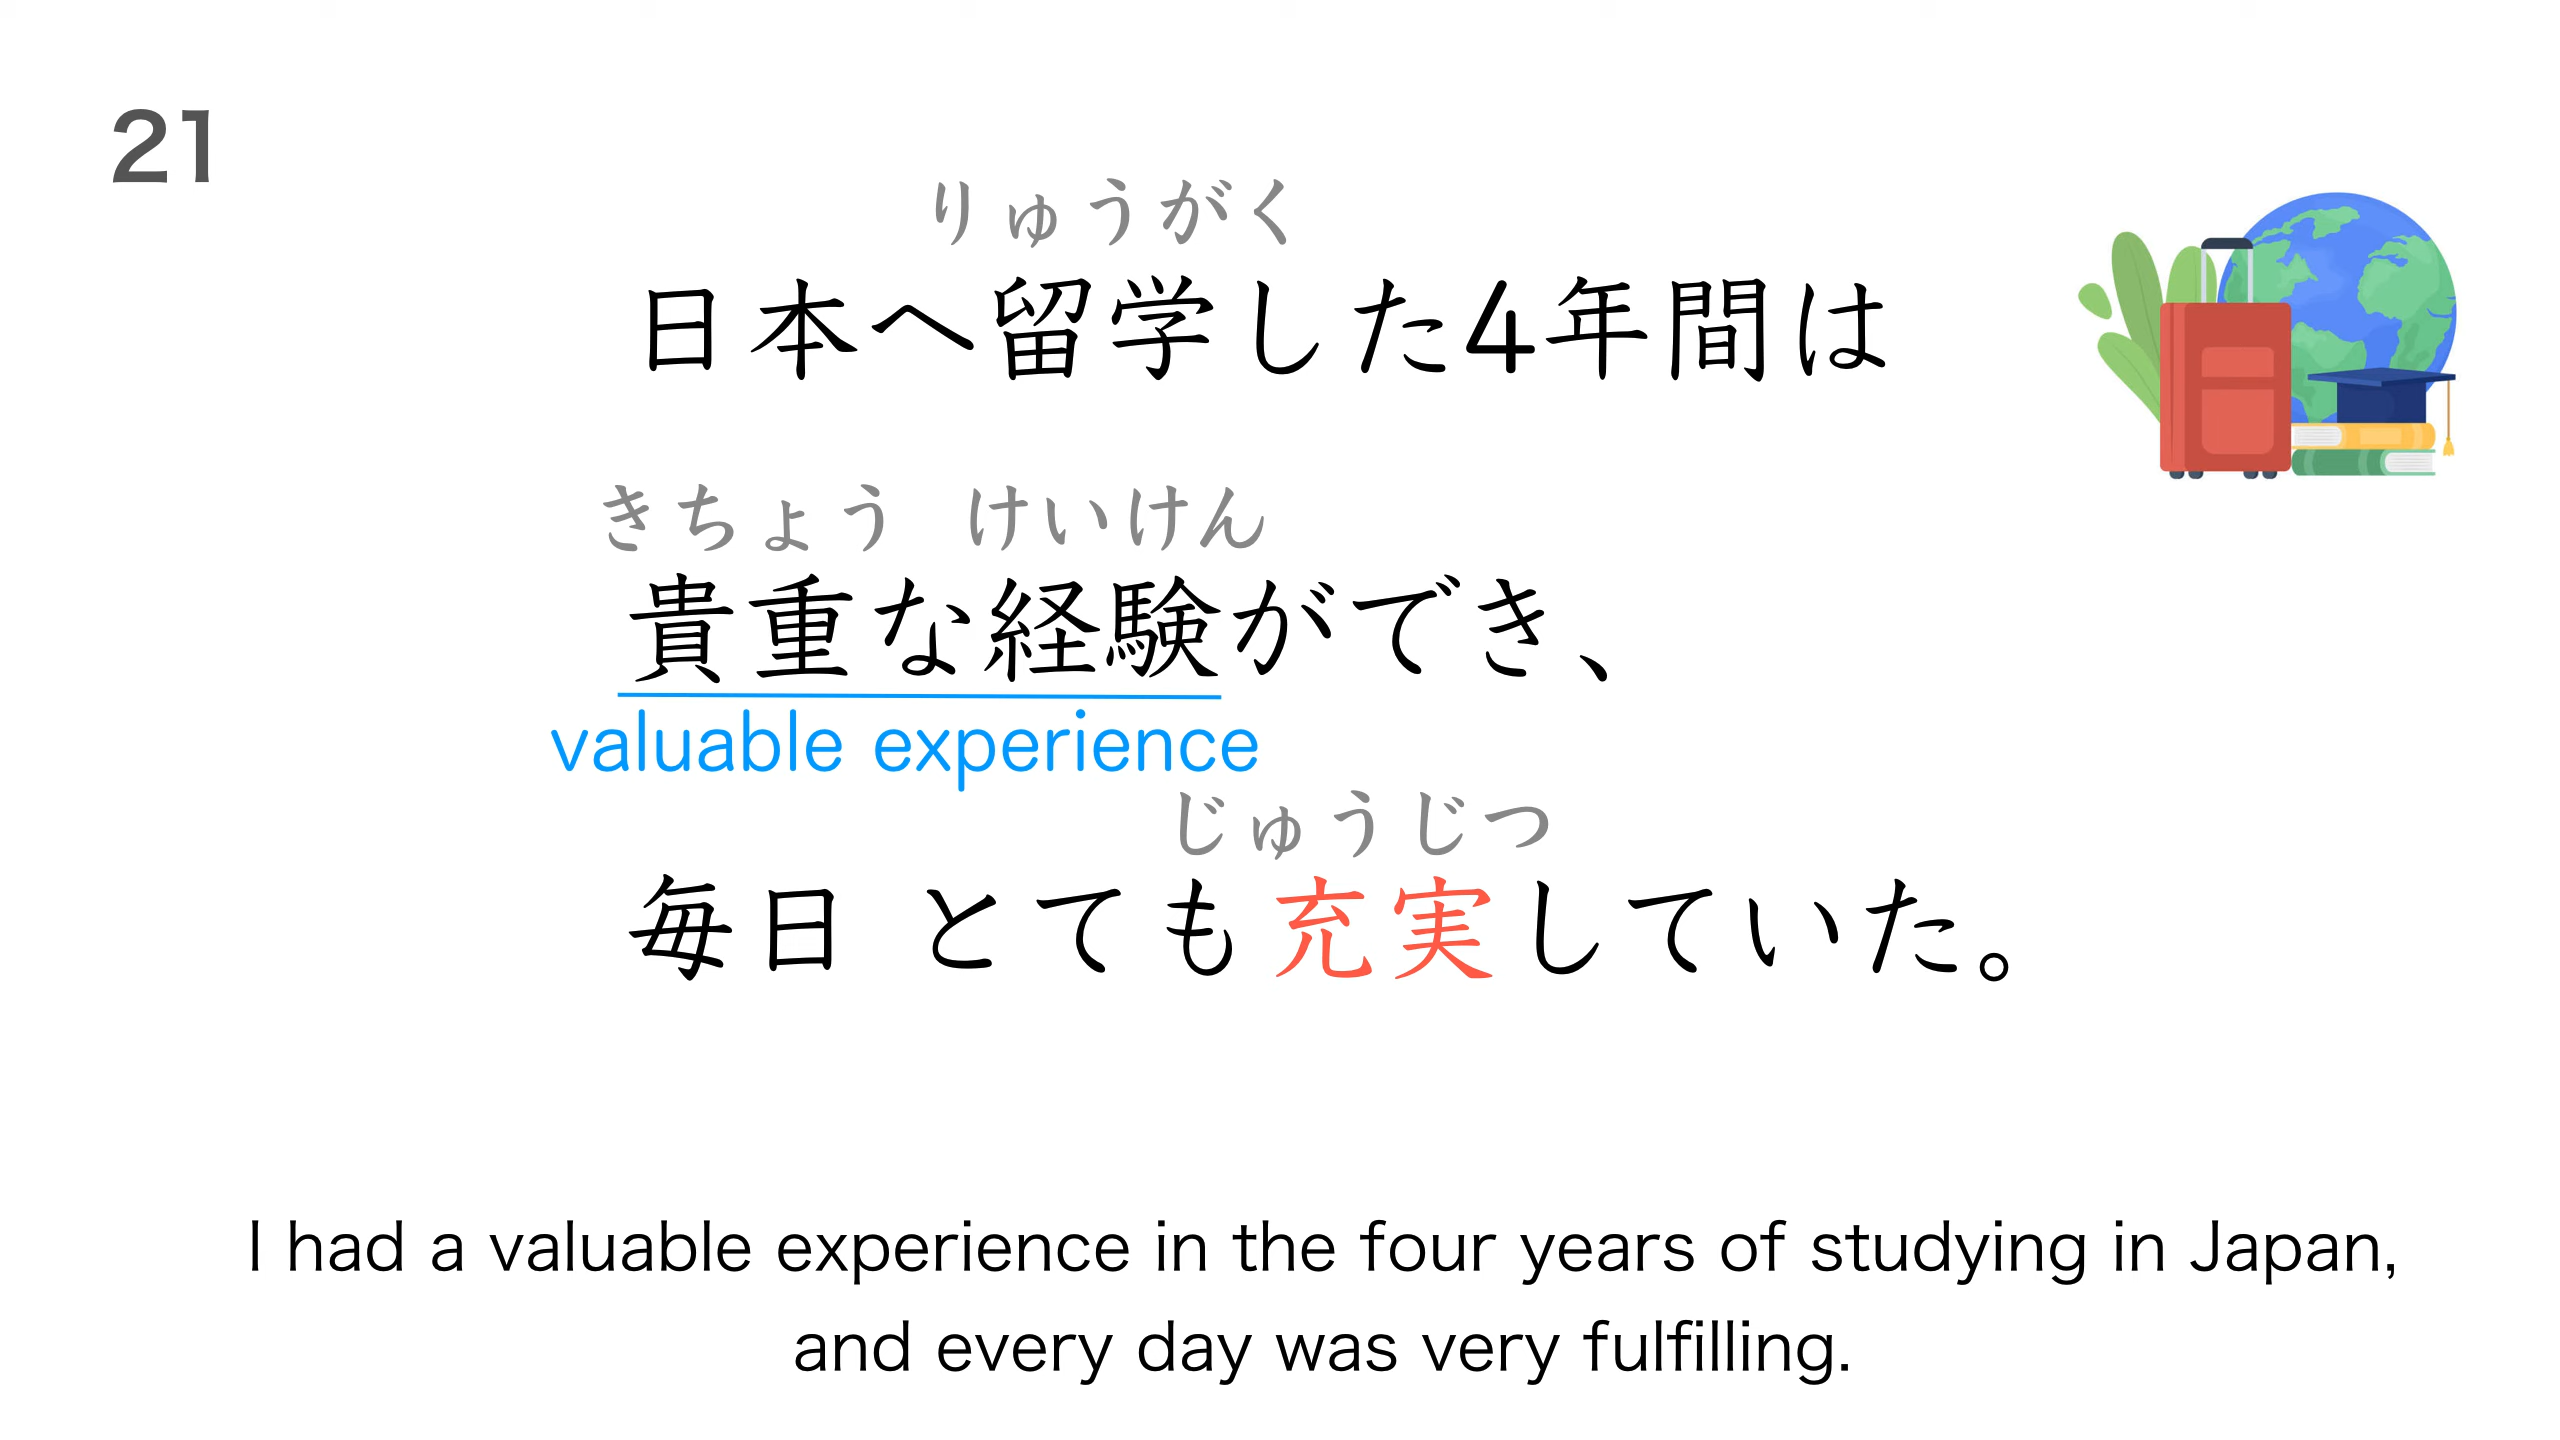 21
りゅうがく
日本へ留学した4年間は
きちょう けいけん
貴重な経験ができ、
valuable experience
じゅうじつ
毎日 とても充実していた。
I had a valuable experience in the four years of studying in Japan,
and every day was very fulfilling.